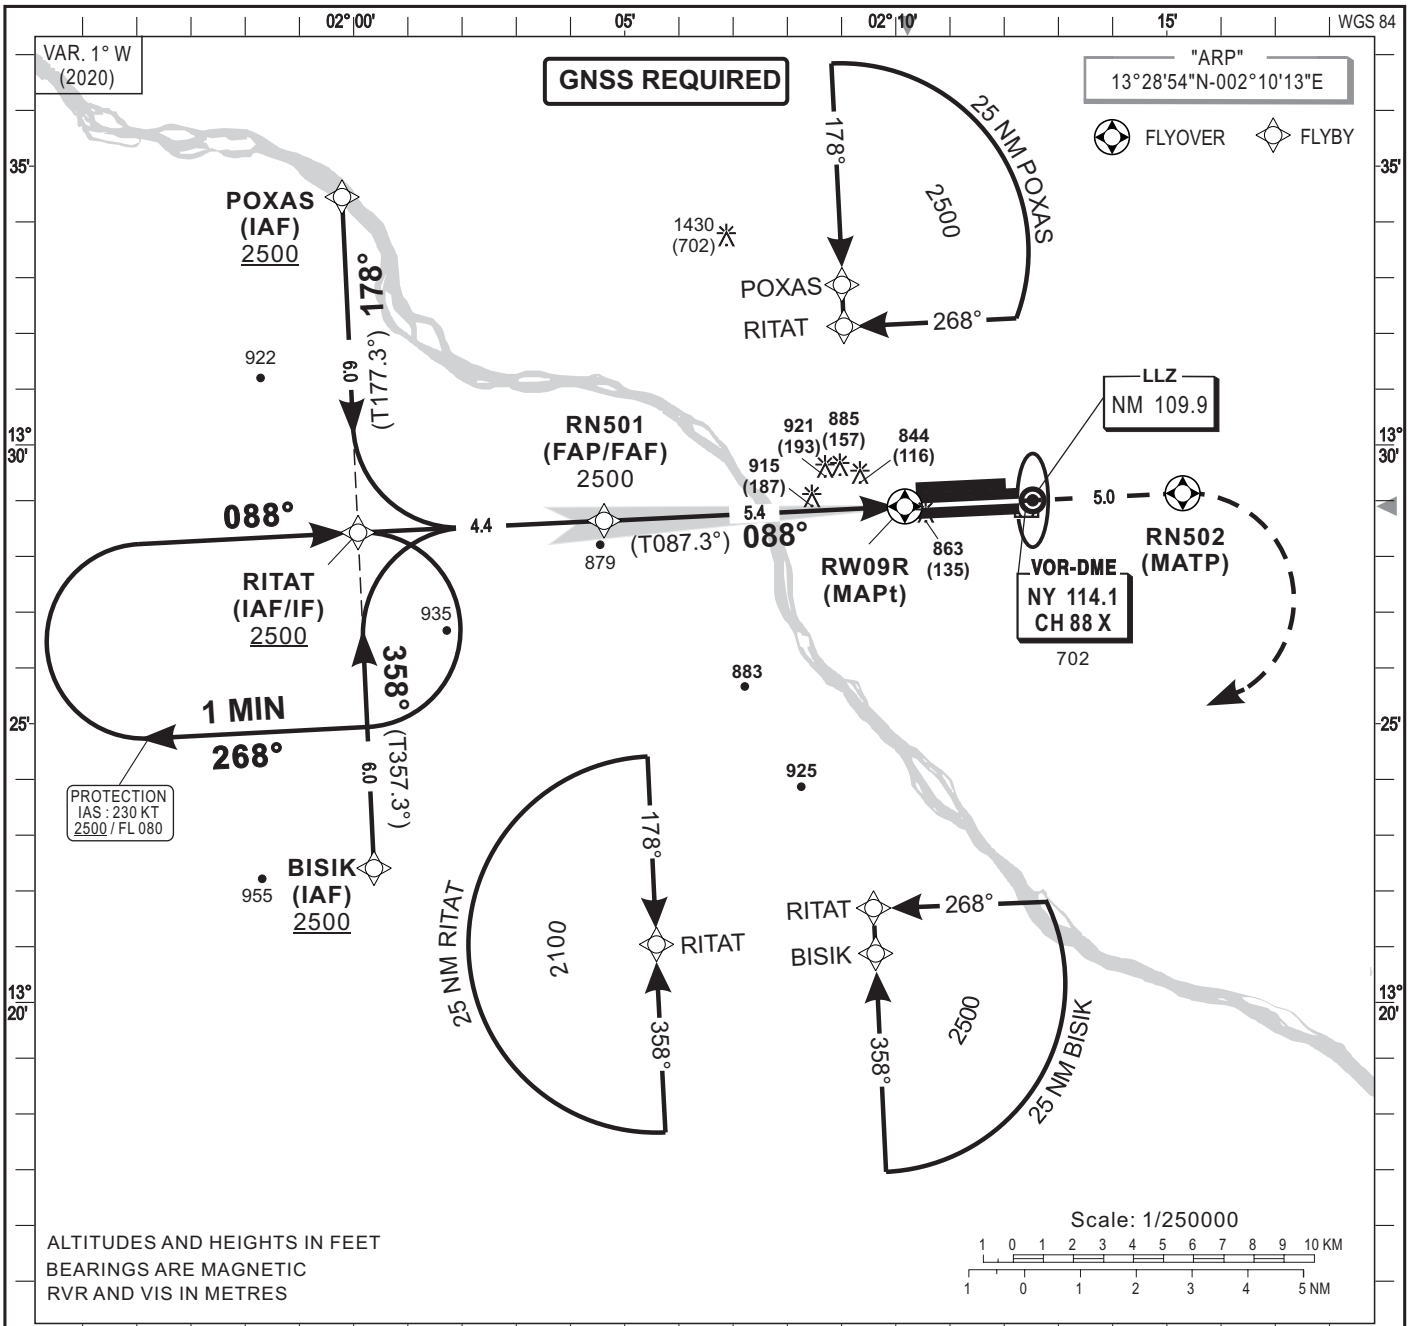 02°00'
05'
02°10'
15'
WGS 84
VAR. 1° W
(2020)
GNSS REQUIRED
"ARP"
13°28'54"N-002°10'13"E
FLYOVER
FLYBY
35'
35'
POXAS
(IAF)
2500
178°
(T177.3°)
6.0
1430
(702)
178°
25 NM POXAS
2500
POXAS
RITAT
268°
922
LLZ
NM 109.9
13°
30'
13°
30'
RN501
(FAP/FAF)
2500
921
(193)
885
(157)
844
(116)
915
(187)
088°
4.4
5.4
(T087.3°)
088°
879
5.0
RITAT
(IAF/IF)
2500
RW09R
(MAPt)
863
(135)
RN502
(MATP)
VOR-DME
NY 114.1
CH 88 X
702
935
883
358°
(T357.3°)
6.0
1 MIN
268°
25'
25'
PROTECTION
IAS : 230 KT
2500 / FL 080
925
BISIK
(IAF)
2500
955
178°
25 NM RITAT
2100
RITAT
358°
RITAT
268°
BISIK
2500
358°
25 NM BISIK
13°
20'
13°
20'
ALTITUDES AND HEIGHTS IN FEET
BEARINGS ARE MAGNETIC
RVR AND VIS IN METRES
Scale: 1/250000
1 0 1 2 3 4 5 6 7 8 9 10 KM
1 0 1 2 3 4 5 NM